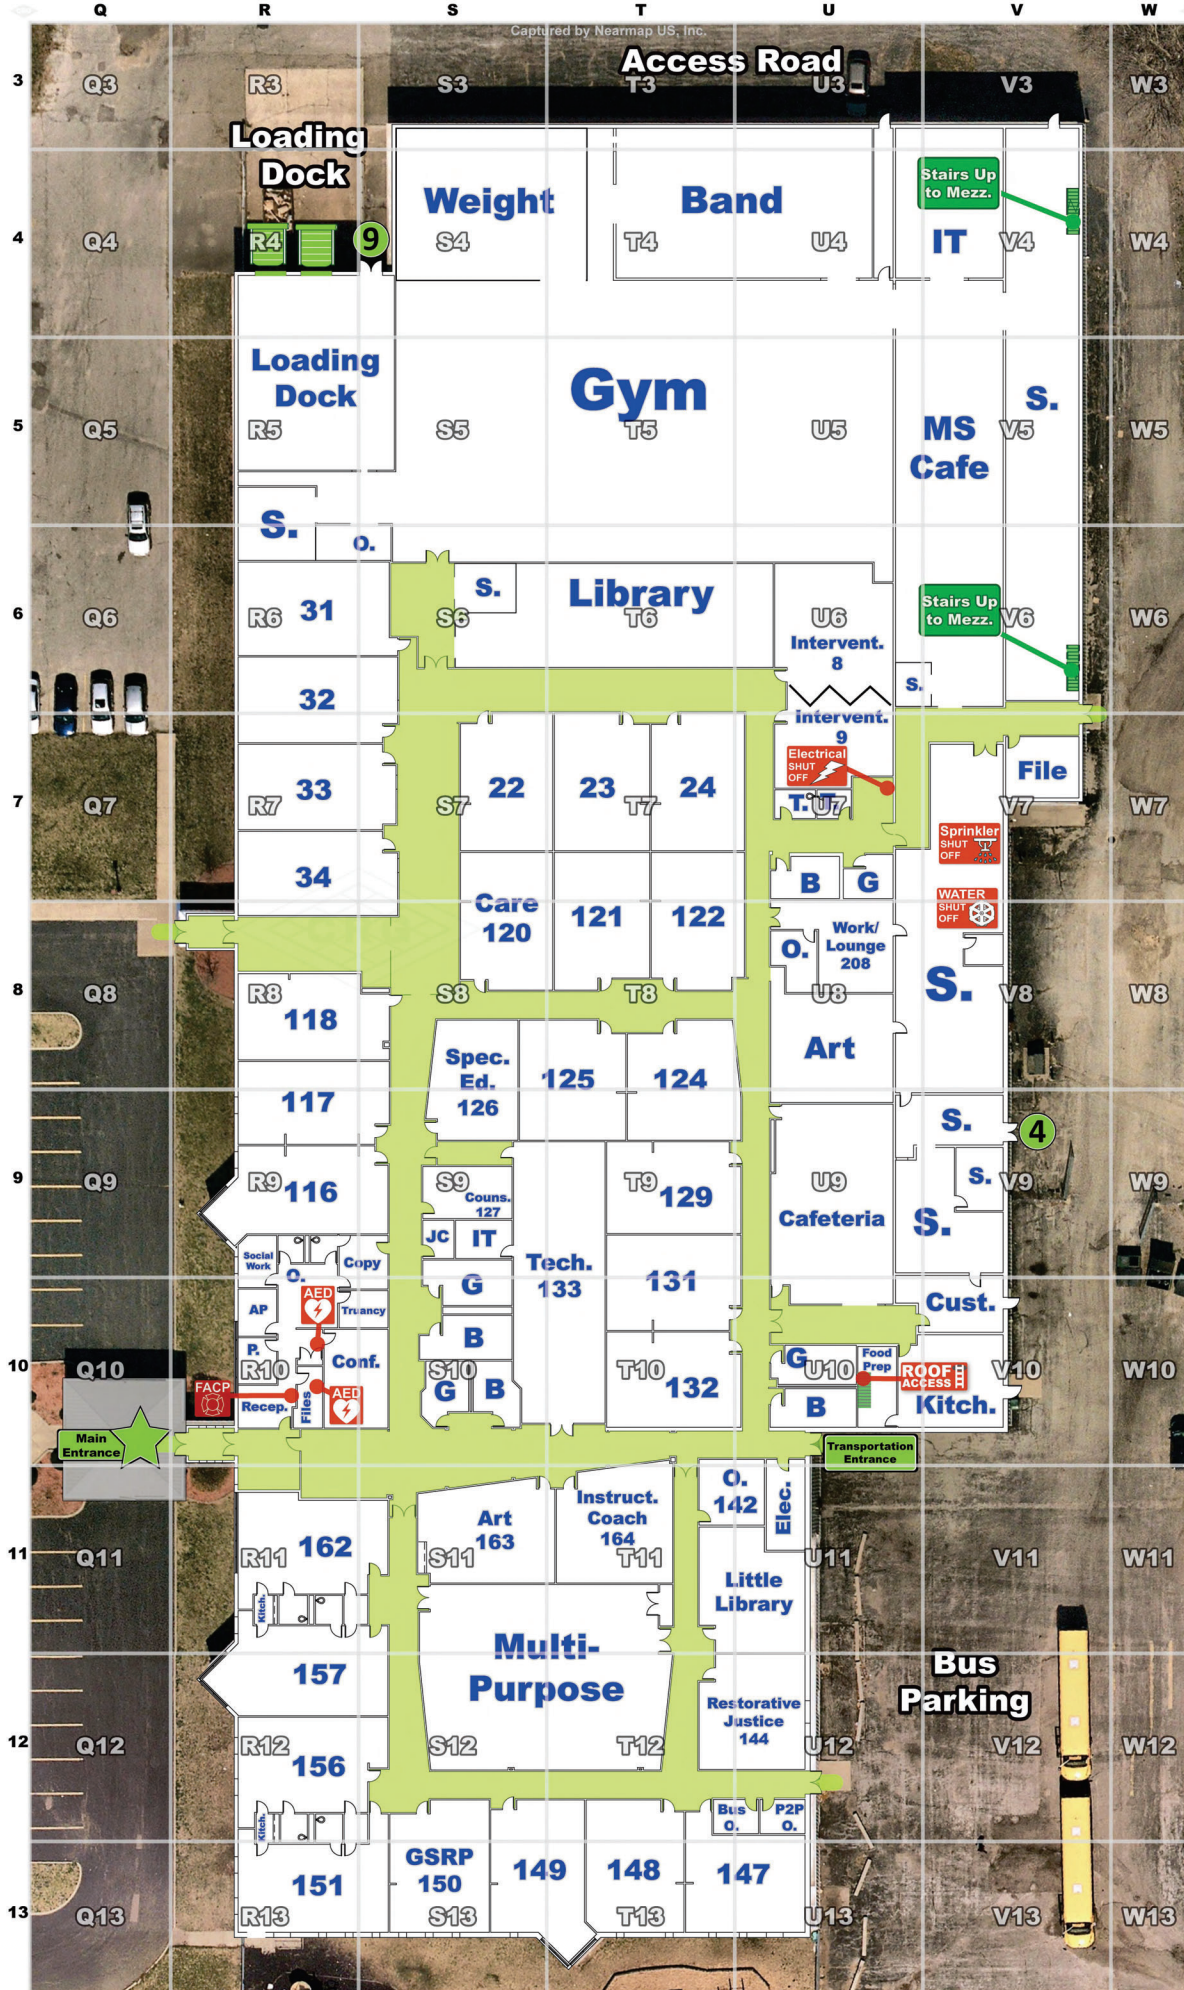 Q R S T U V W
Captured by Nearmap US, Inc.
Access Road
3
Q3 R3 S3 T3 U3 V3 W3
Loading
Dock
Stairs Up
to Mezz.
Weight
Band
IT
4
Q4 R4 9 S4 T4 U4 V4 W4
Loading
Dock
Gym
S.
MS
Cafe
5
Q5 R5 S5 T5 U5 V5 W5
S.
O.
S.
Library
31
Stairs Up
to Mezz.
6
Q6 R6 S6 T6 U6 V6 W6
Intervent.
8
S.
32
intervent.
9
Electrical
SHUT
OFF
File
33
22
23
24
T.
T.
7
Q7 R7 S7 T7 U7 V7 W7
Sprinkler
SHUT
OFF
34
B
G
WATER
SHUT
OFF
Care
120
121
122
Work/
Lounge
208
O.
S.
8
Q8 R8 S8 T8 U8 V8 W8
118
Art
Spec.
Ed.
126
125
124
117
S.
4
9
Q9 R9 S9 T9 U9 V9 W9
116
Couns.
127
129
S.
Cafeteria
S.
JC
IT
Social
Work
Copy
O.
Tech.
133
131
G
AED
AP
Truancy
Cust.
B
P.
Conf.
G
Food
Prep
10
Q10 R10 S10 T10 U10 V10 W10
ROOF
ACCESS
FACP
AED
Recep.
Files
G
B
132
B
Kitch.
Main
Entrance
Transportation
Entrance
O.
142
Elec.
Art
163
Instruct.
Coach
164
162
11
Q11 R11 S11 T11 U11 V11 W11
Little
Library
Kitch.
Multi-
Purpose
157
Bus
Parking
Restorative
Justice
144
12
Q12 R12 S12 T12 U12 V12 W12
156
Kitch.
Bus
O.
P2P
O.
GSRP
150
149
148
147
151
13
Q13 R13 S13 T13 U13 V13 W13